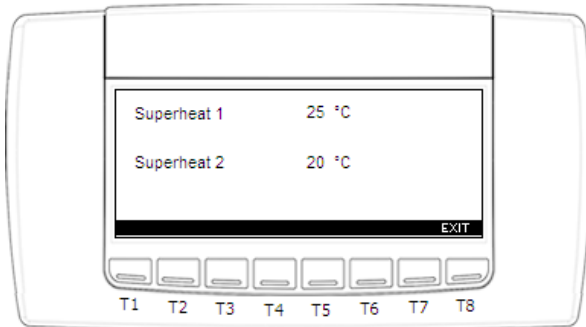 Superheat 1 25 °C
Superheat 2 20 °C
EXIT
T1 T2 T3 T4 T5 T6 T7 T8